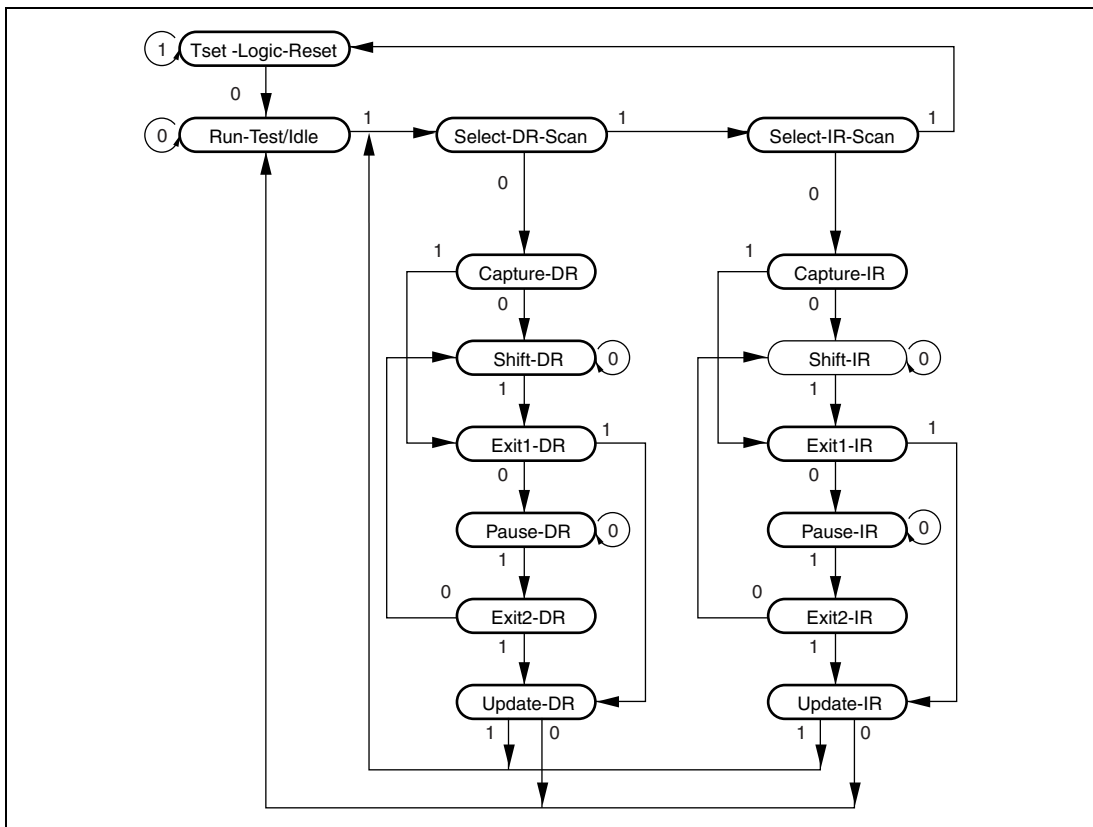 1 Tset -Logic-Reset
0
0 Run-Test/Idle 1 Select-DR-Scan 1 Select-IR-Scan 1
0 0
1 1
Capture-DR Capture-IR
0 0
Shift-DR 0 Shift-IR 0
1 1
Exit1-DR 1 Exit1-IR 1
0 0
Pause-DR 0 Pause-IR 0
1 1
0 0
Exit2-DR Exit2-IR
1 1
Update-DR Update-IR
1 0 1 0